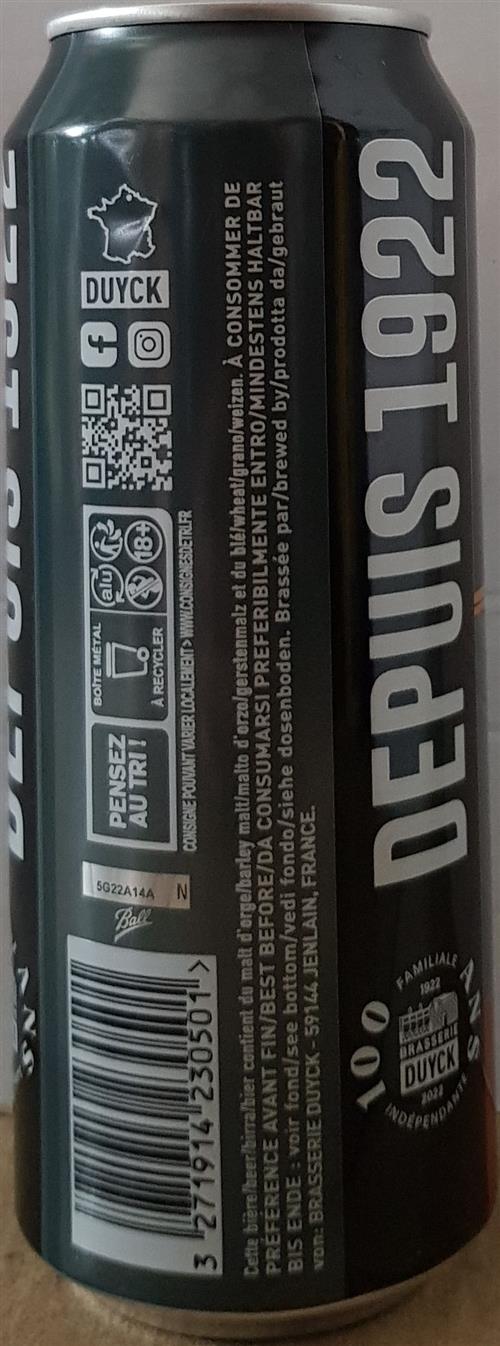 DUYCK
BOÎTE MÉTAL
alu
18+
À RECYCLER
PENSEZ
AU TRI !
CONSIGNE POUVANT VARIER LOCALEMENT > WWW.CONSIGNESDETRI.FR
5G22A14A N
Ball
3 271914 230501 >
Cette bière/beer/birra/bier contient du malt d'orge/barley malt/malto d'orzo/gerstenmalz et du blé/wheat/grano/weizen. À CONSOMMER DE
PRÉFÉRENCE AVANT FIN/BEST BEFORE/DA CONSUMARSI PREFERIBILMENTE ENTRO/MINDESTENS HALTBAR
BIS ENDE : voir fond/see bottom/vedi fondo/siehe dosenboden. Brassée par/brewed by/prodotta da/gebraut
von: BRASSERIE DUYCK - 59144 JENLAIN, FRANCE.
DEPUIS 1922
100 ANS
FAMILIALE
1922
BRASSERIE
DUYCK
2022
INDÉPENDANTE